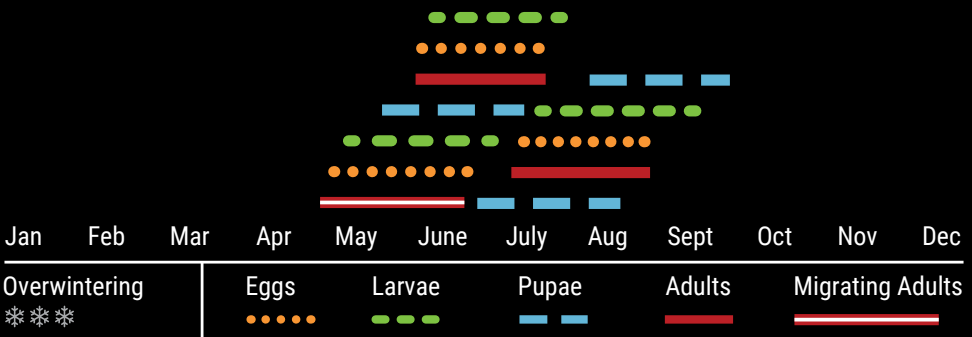 Jan Feb Mar Apr May June July Aug Sept Oct Nov Dec
Overwintering Eggs Larvae Pupae Adults Migrating Adults